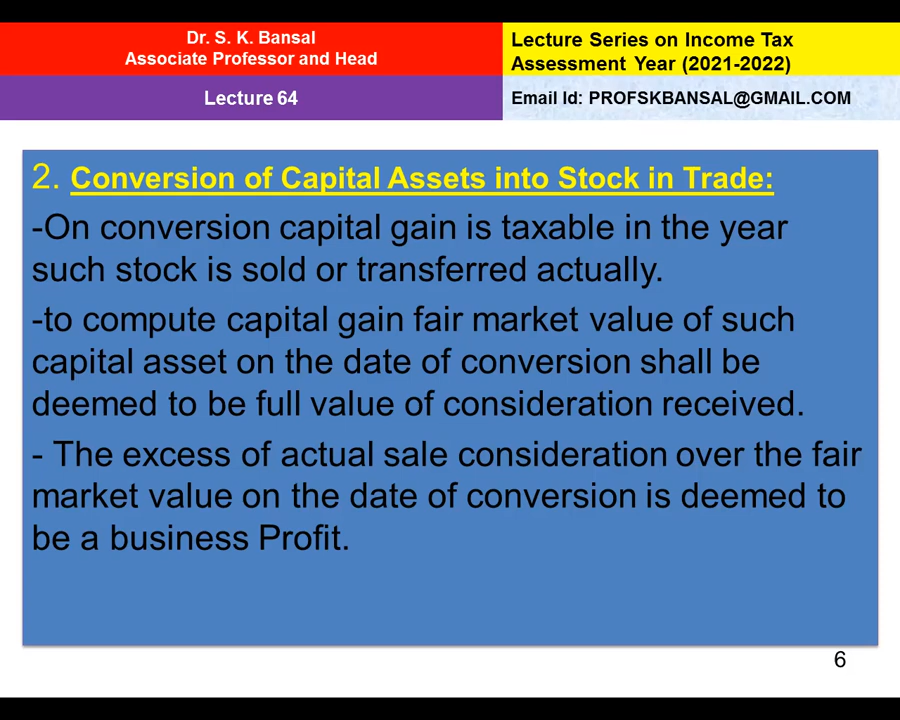 Dr. S. K. Bansal
Associate Professor and Head
Lecture Series on Income Tax
Assessment Year (2021-2022)
Lecture 64
Email Id: PROFSKBANSAL@GMAIL.COM
2. Conversion of Capital Assets into Stock in Trade:
-On conversion capital gain is taxable in the year
such stock is sold or transferred actually.
-to compute capital gain fair market value of such
capital asset on the date of conversion shall be
deemed to be full value of consideration received.
- The excess of actual sale consideration over the fair
market value on the date of conversion is deemed to
be a business Profit.
6